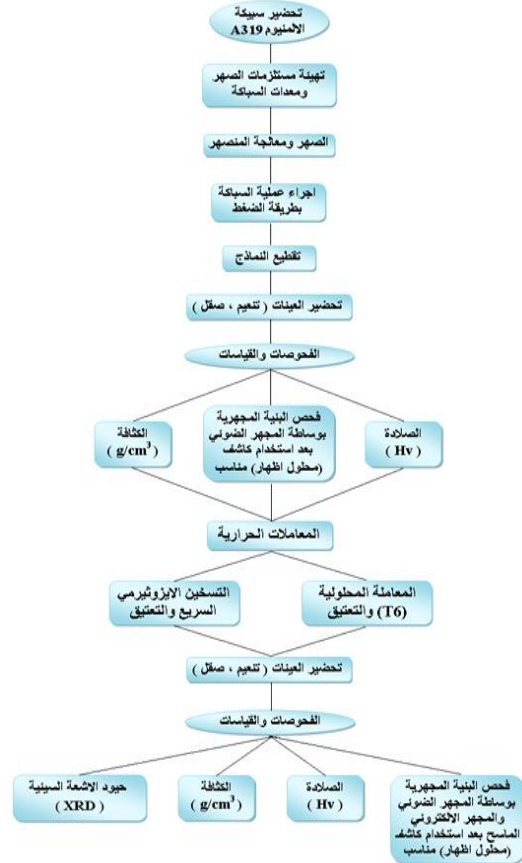 تحضير سبيكة
الالمنيوم A319
تهيئة مستلزمات الصهر
ومعدات السباكة
الصهر ومعالجة المنصهر
اجراء عملية السباكة
بطريقة الضغط
تقطيع النماذج
تحضير العينات ( تنعيم ، صقل )
الفحوصات والقياسات
الصلادة
( Hv )
فحص البنية المجهرية
بوساطة المجهر الضوئي
بعد استخدام كاشف
(محلول اظهار) مناسب
الكثافة
( g/cm³ )
المعاملات الحرارية
المعاملة المحلولية
(T6) والتعتيق
التسخين الايزوثيرمي
السريع والتعتيق
تحضير العينات ( تنعيم ، صقل )
الفحوصات والقياسات
فحص البنية المجهرية
بوساطة المجهر الضوئي
والمجهر الالكتروني
الماسح بعد استخدام كاشف
(محلول اظهار) مناسب
الصلادة
( Hv )
الكثافة
( g/cm³ )
حيود الاشعة السينية
( XRD )